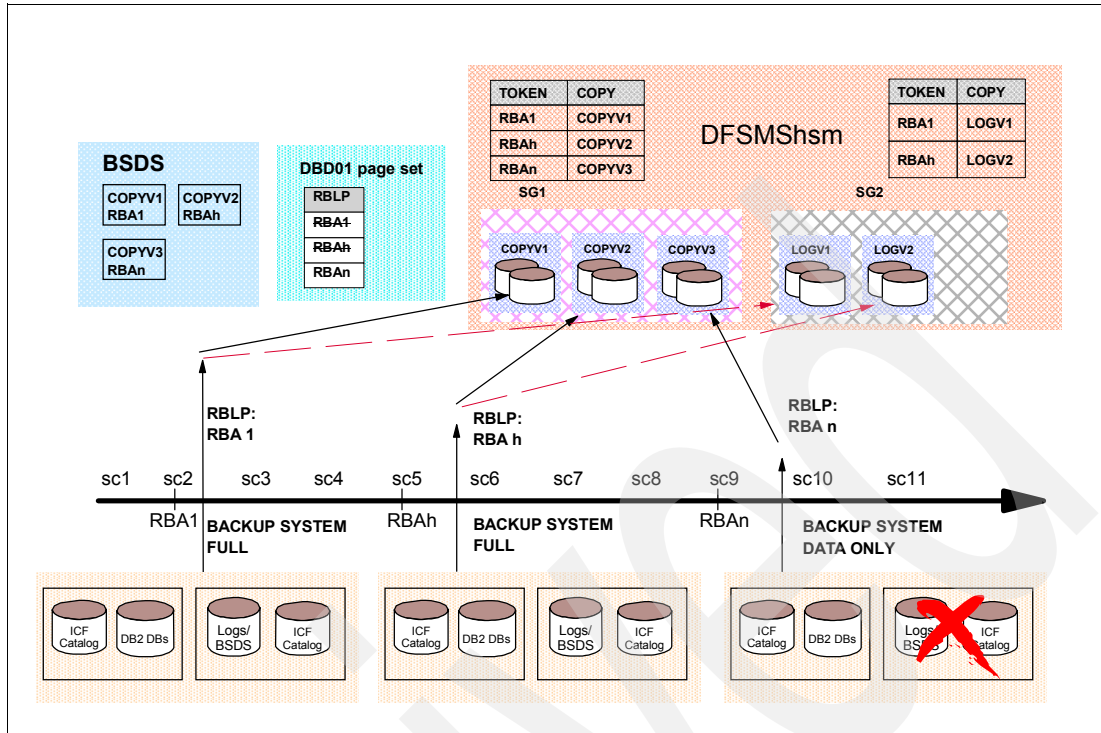 TOKEN COPY
RBA1 COPYV1
RBAh COPYV2
RBAn COPYV3
SG1
DFSMShsm
TOKEN COPY
RBA1 LOGV1
RBAh LOGV2
SG2
BSDS
COPYV1
RBA1
COPYV2
RBAh
COPYV3
RBAn
DBD01 page set
RBLP
RBA1
RBAh
RBAn
COPYV1
COPYV2
COPYV3
LOGV1
LOGV2
RBLP:
RBA 1
RBLP:
RBA h
RBLP:
RBA n
sc1 sc2 sc3 sc4 sc5 sc6 sc7 sc8 sc9 sc10 sc11
RBA1
RBAh
RBAn
BACKUP SYSTEM
FULL
BACKUP SYSTEM
FULL
BACKUP SYSTEM
DATA ONLY
ICF
Catalog
DB2 DBs
Logs/
BSDS
ICF
Catalog
ICF
Catalog
DB2 DBs
Logs/
BSDS
ICF
Catalog
ICF
Catalog
DB2 DBs
Logs/
BSDS
ICF
Catalog